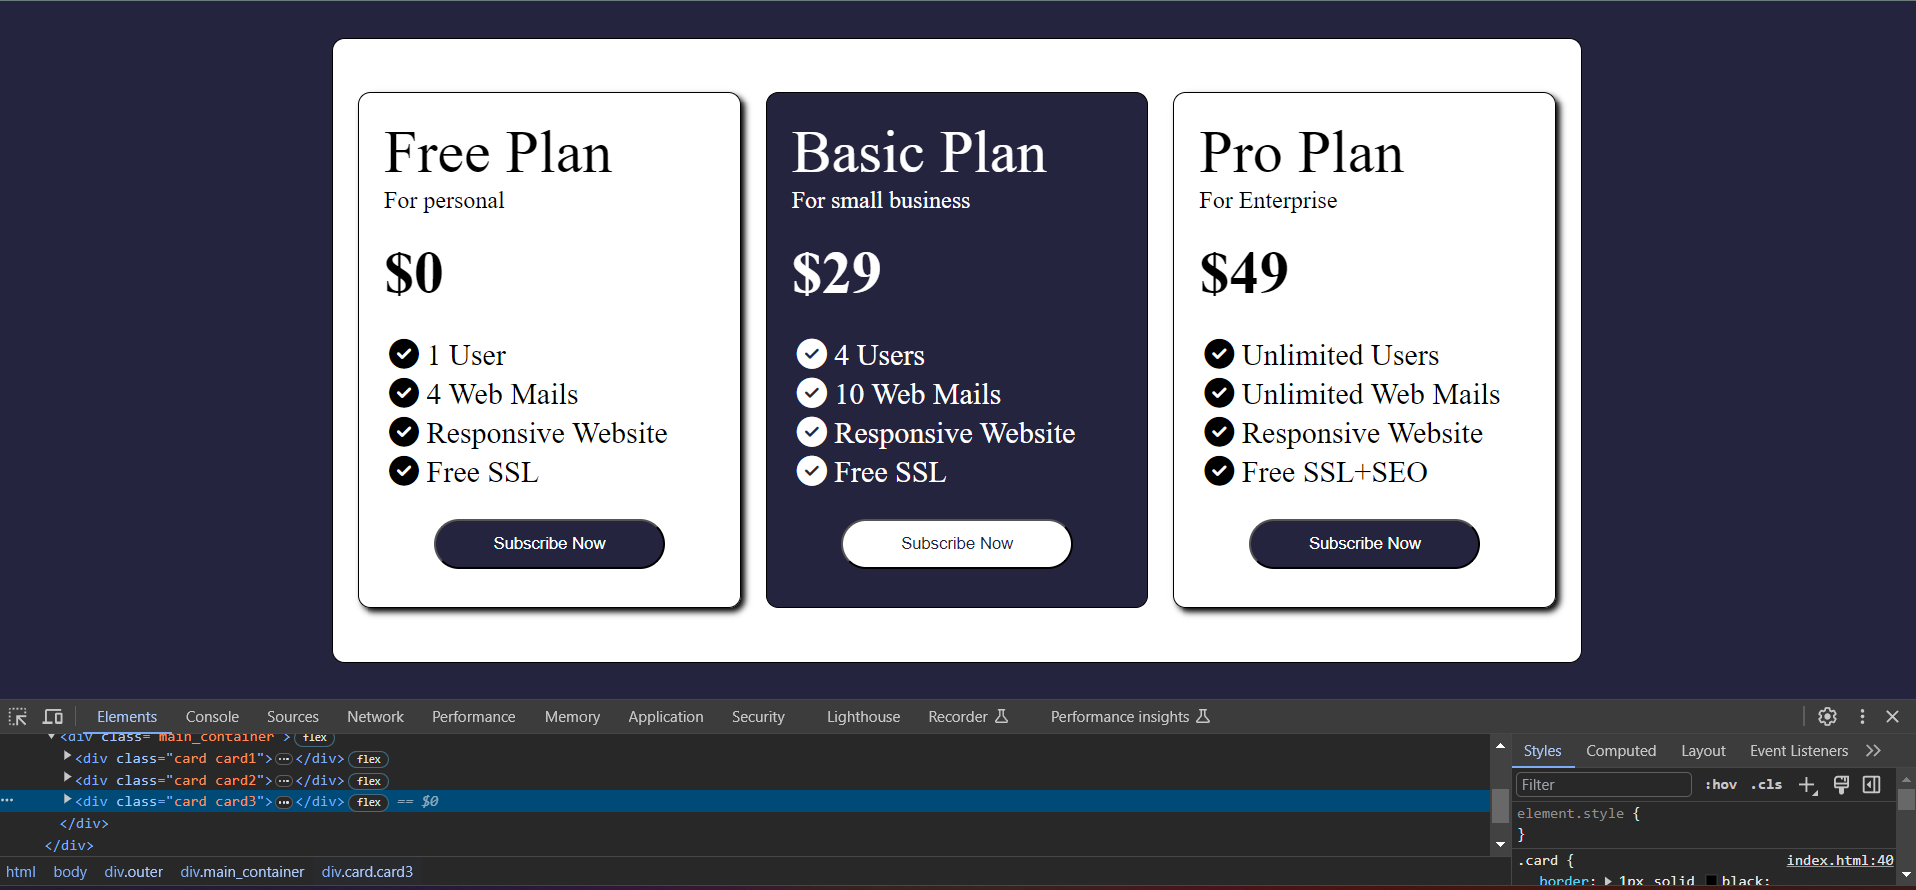 Free Plan
For personal
$0
1 User
4 Web Mails
Responsive Website
Free SSL
Subscribe Now
Basic Plan
For small business
$29
4 Users
10 Web Mails
Responsive Website
Free SSL
Subscribe Now
Pro Plan
For Enterprise
$49
Unlimited Users
Unlimited Web Mails
Responsive Website
Free SSL+SEO
Subscribe Now
Elements Console Sources Network Performance Memory Application Security Lighthouse Recorder Performance insights
<div class="main_container"> flex
<div class="card card1"> ... </div> flex
<div class="card card2"> ... </div> flex
<div class="card card3"> ... </div> flex == $0
</div>
</div>
html body div.outer div.main_container div.card.card3
Styles Computed Layout Event Listeners
Filter :hov .cls
element.style {
}
.card { index.html:40
border: 1px solid black;